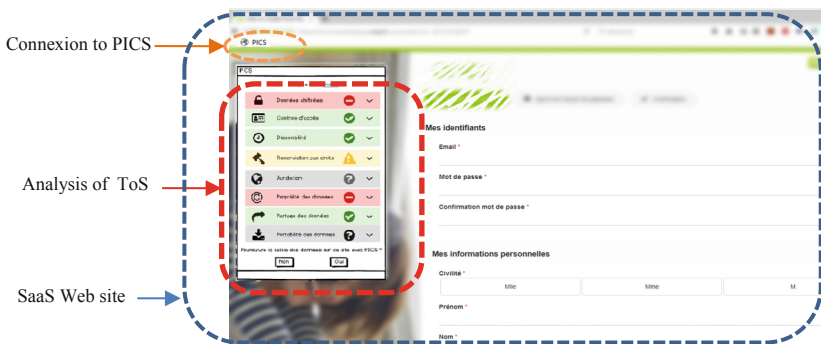 Connexion to PICS
PICS
PICS
Données chiffrées
Contrôle d'accès
Disponibilité
Renonciation aux droits
Juridiction
Propriété des données
Partage des données
Portabilité des données
Poursuivre la saisie des données sur ce site avec PICS ?
Non
Oui
Analysis of ToS
SaaS Web site
Mes identifiants
Email *
Mot de passe *
Confirmation mot de passe *
Mes informations personnelles
Civilité *
Mlle Mme M.
Prénom *
Nom *